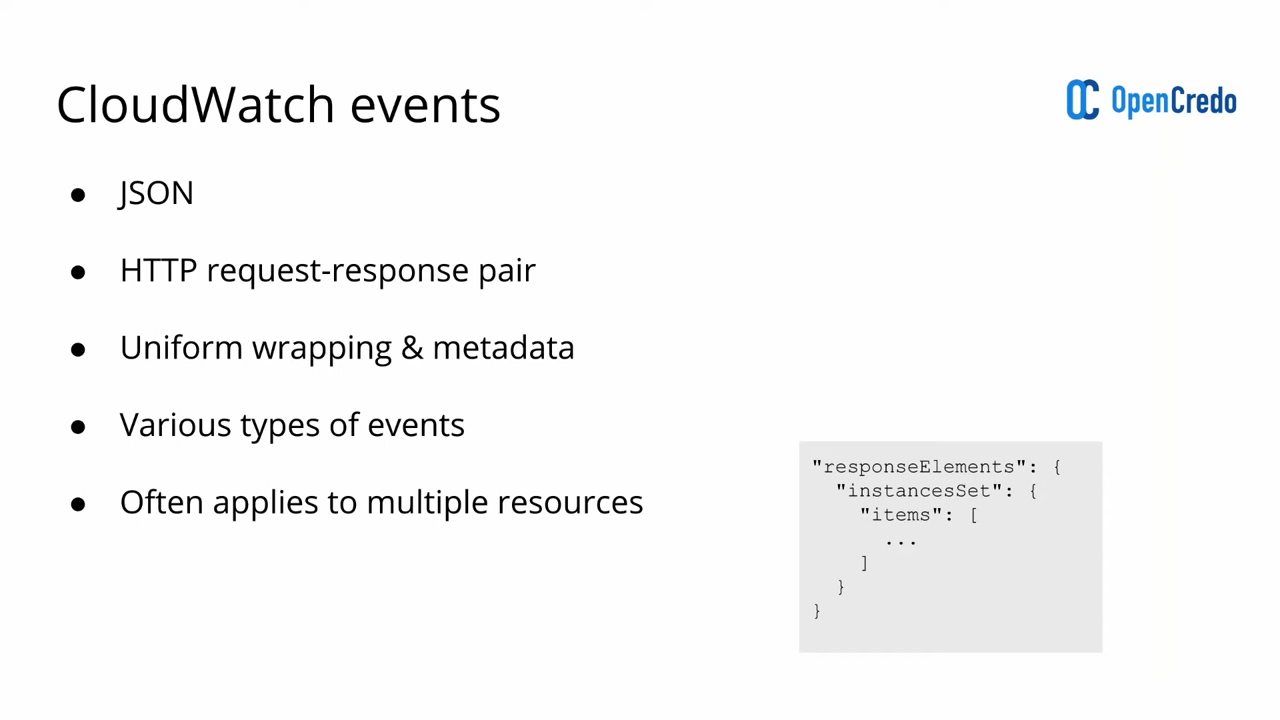 CloudWatch events
OpenCredo
● JSON
● HTTP request-response pair
● Uniform wrapping & metadata
● Various types of events
● Often applies to multiple resources
"responseElements": {
  "instancesSet": {
    "items": [
      ...
    ]
  }
}